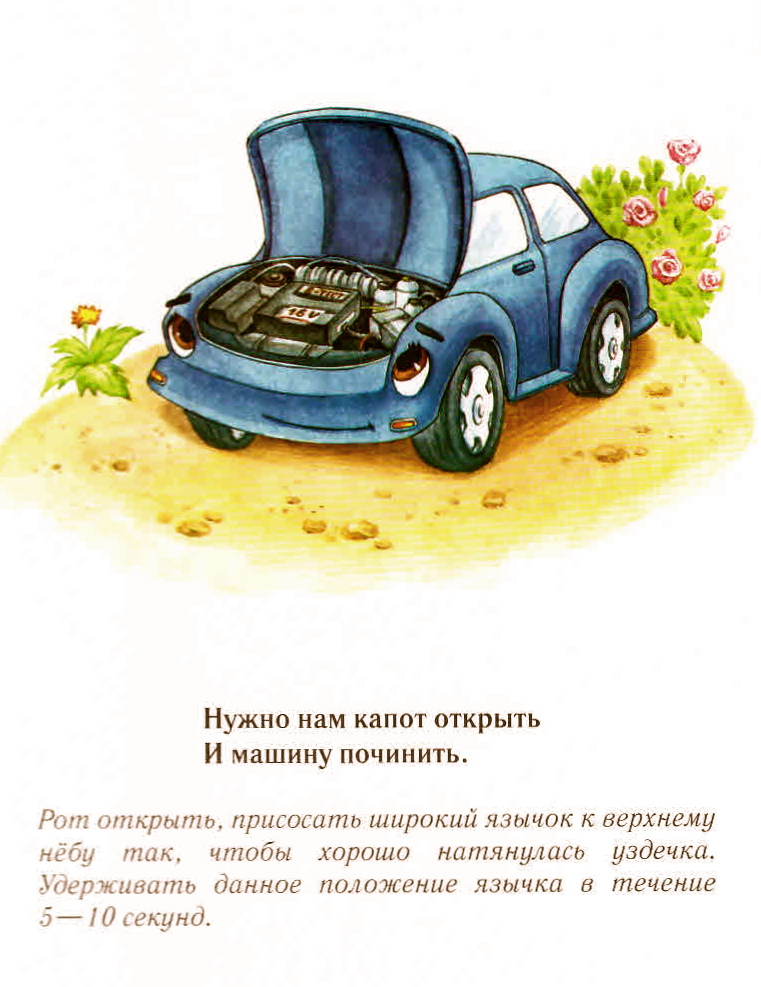 16 V
Нужно нам капот открыть
И машину починить.
Рот открыть, присосать широкий язычок к верхнему
нёбу так, чтобы хорошо натянулась уздечка.
Удерживать данное положение язычка в течение
5—10 секунд.